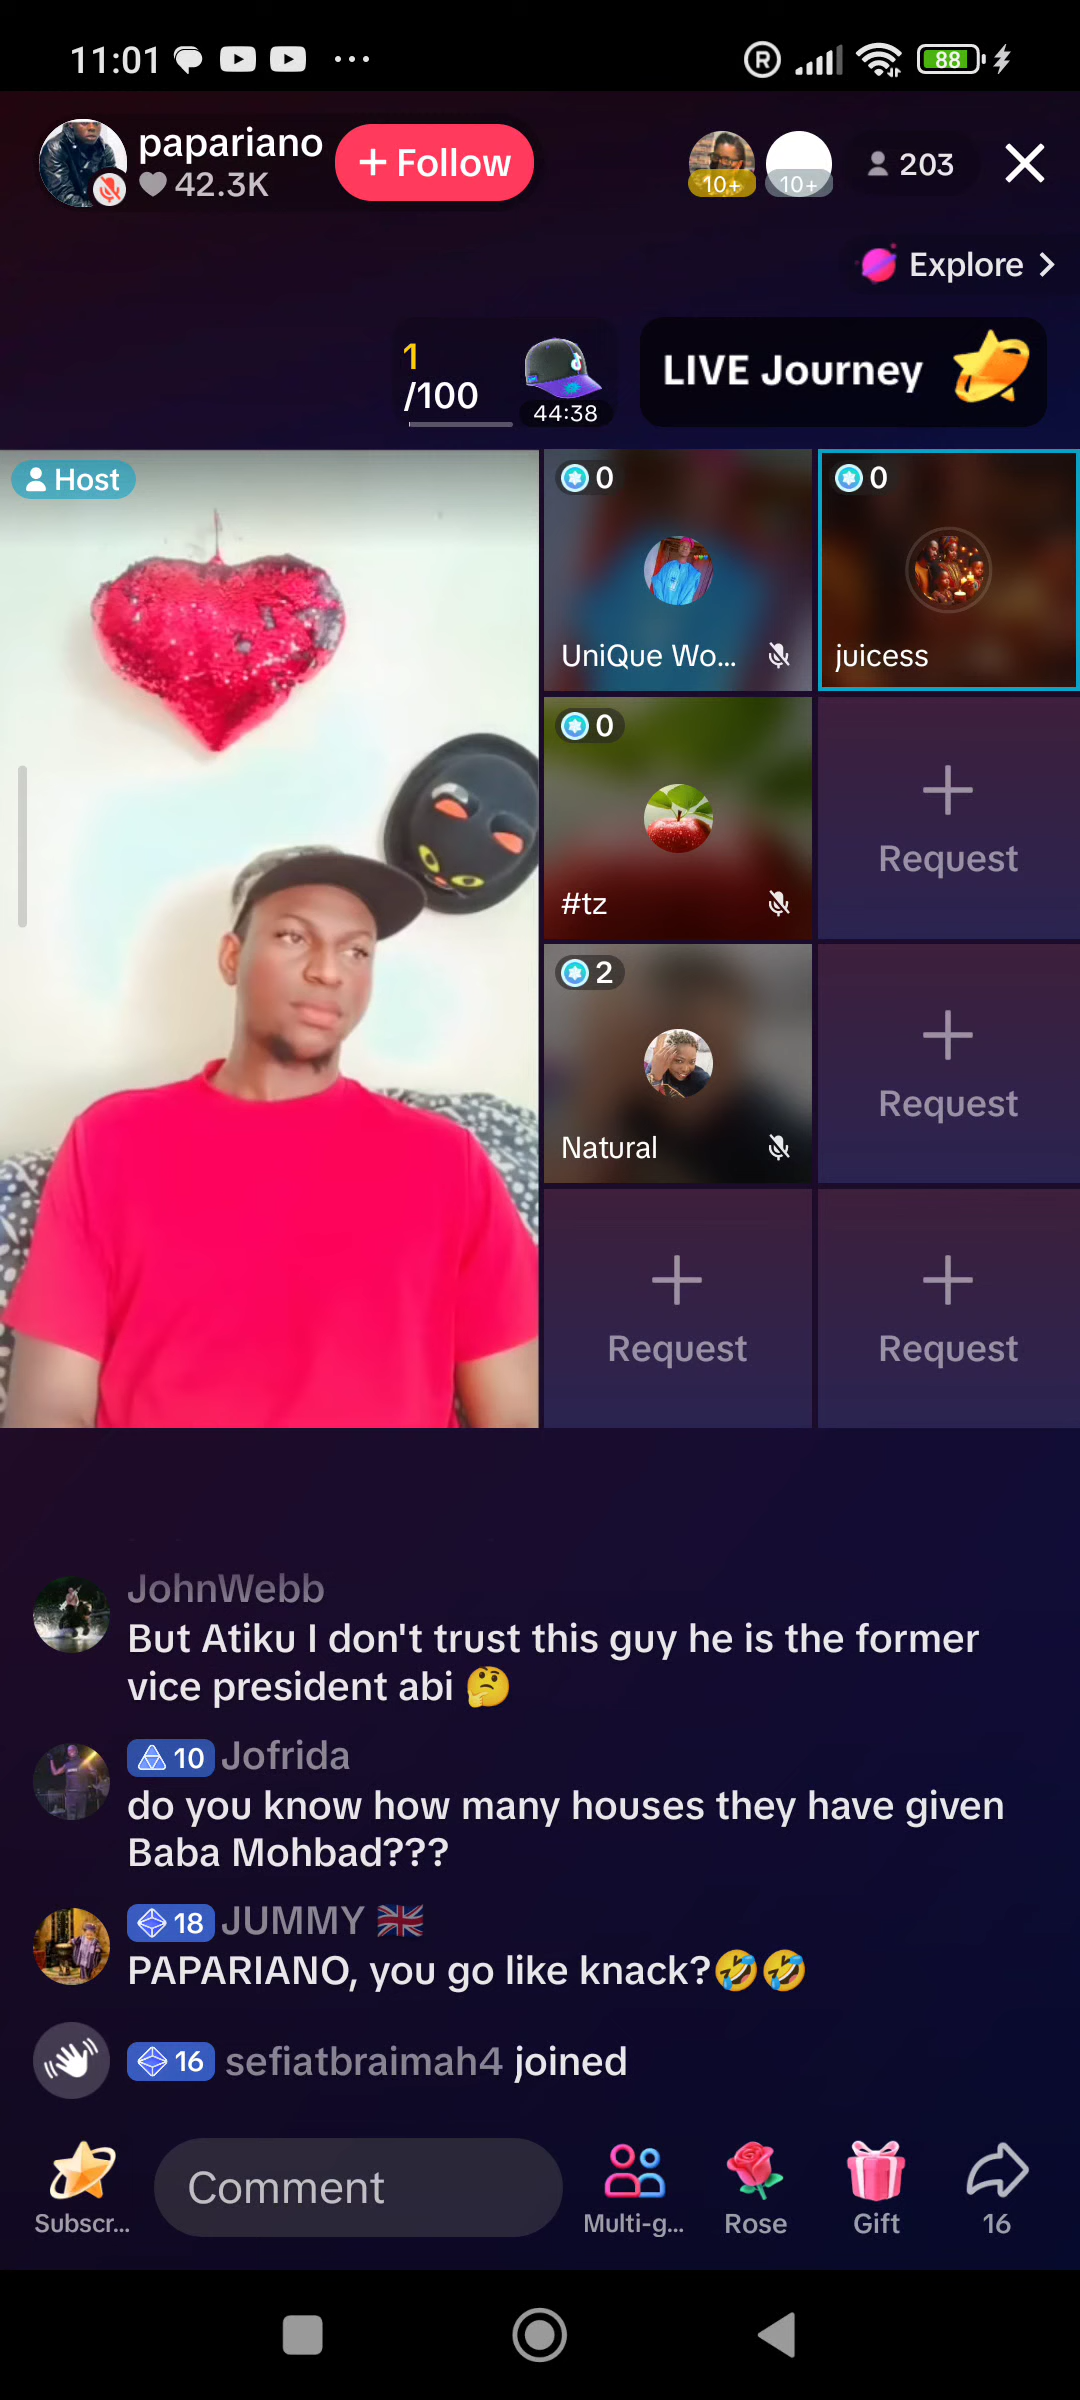 11:01
R
88
paparino
42.3K
+ Follow
10+
10+
203
Explore
1
/100
44:38
LIVE Journey
Host
0
UniQue Wo...
0
juicess
0
#tz
Request
2
Natural
Request
Request
Request
JohnWebb
But Atiku I don't trust this guy he is the former
vice president abi 🤔
10 Jofrida
do you know how many houses they have given
Baba Mohbad???
18 JUMMY 🇬🇧
PAPARIANO, you go like knack?🤣🤣
16 sefiatbraimah4 joined
Subscr...
Comment
Multi-g...
Rose
Gift
16